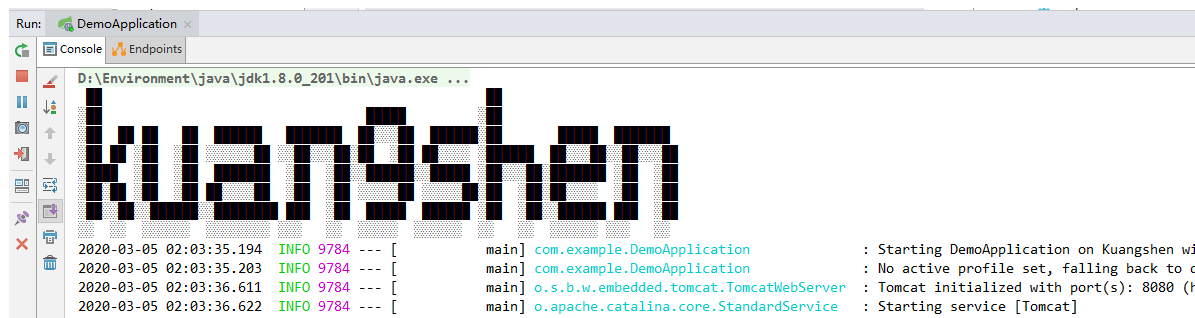 Run: DemoApplication ×
Console Endpoints
D:\Environment\java\jdk1.8.0_201\bin\java.exe ...
kuangshen
2020-03-05 02:03:35.194 INFO 9784 --- [ main] com.example.DemoApplication : Starting DemoApplication on Kuangshen wi
2020-03-05 02:03:35.203 INFO 9784 --- [ main] com.example.DemoApplication : No active profile set, falling back to d
2020-03-05 02:03:36.611 INFO 9784 --- [ main] o.s.b.w.embedded.tomcat.TomcatWebServer : Tomcat initialized with port(s): 8080 (h
2020-03-05 02:03:36.622 INFO 9784 --- [ main] o.apache.catalina.core.StandardService : Starting service [Tomcat]